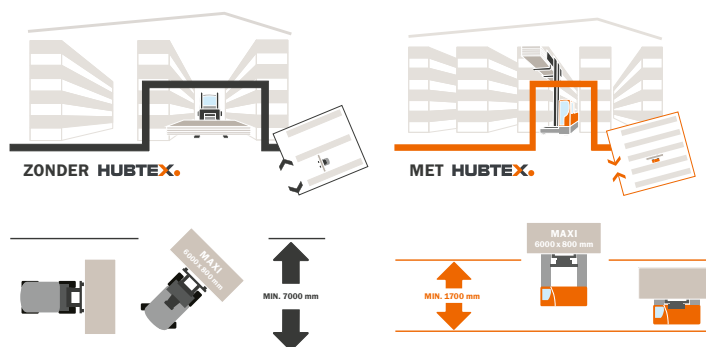 ZONDER HUBTEX.
MET HUBTEX.
MAXI
6000 x 800 mm
MIN. 7000 mm
MAXI
6000 x 800 mm
MIN. 1700 mm